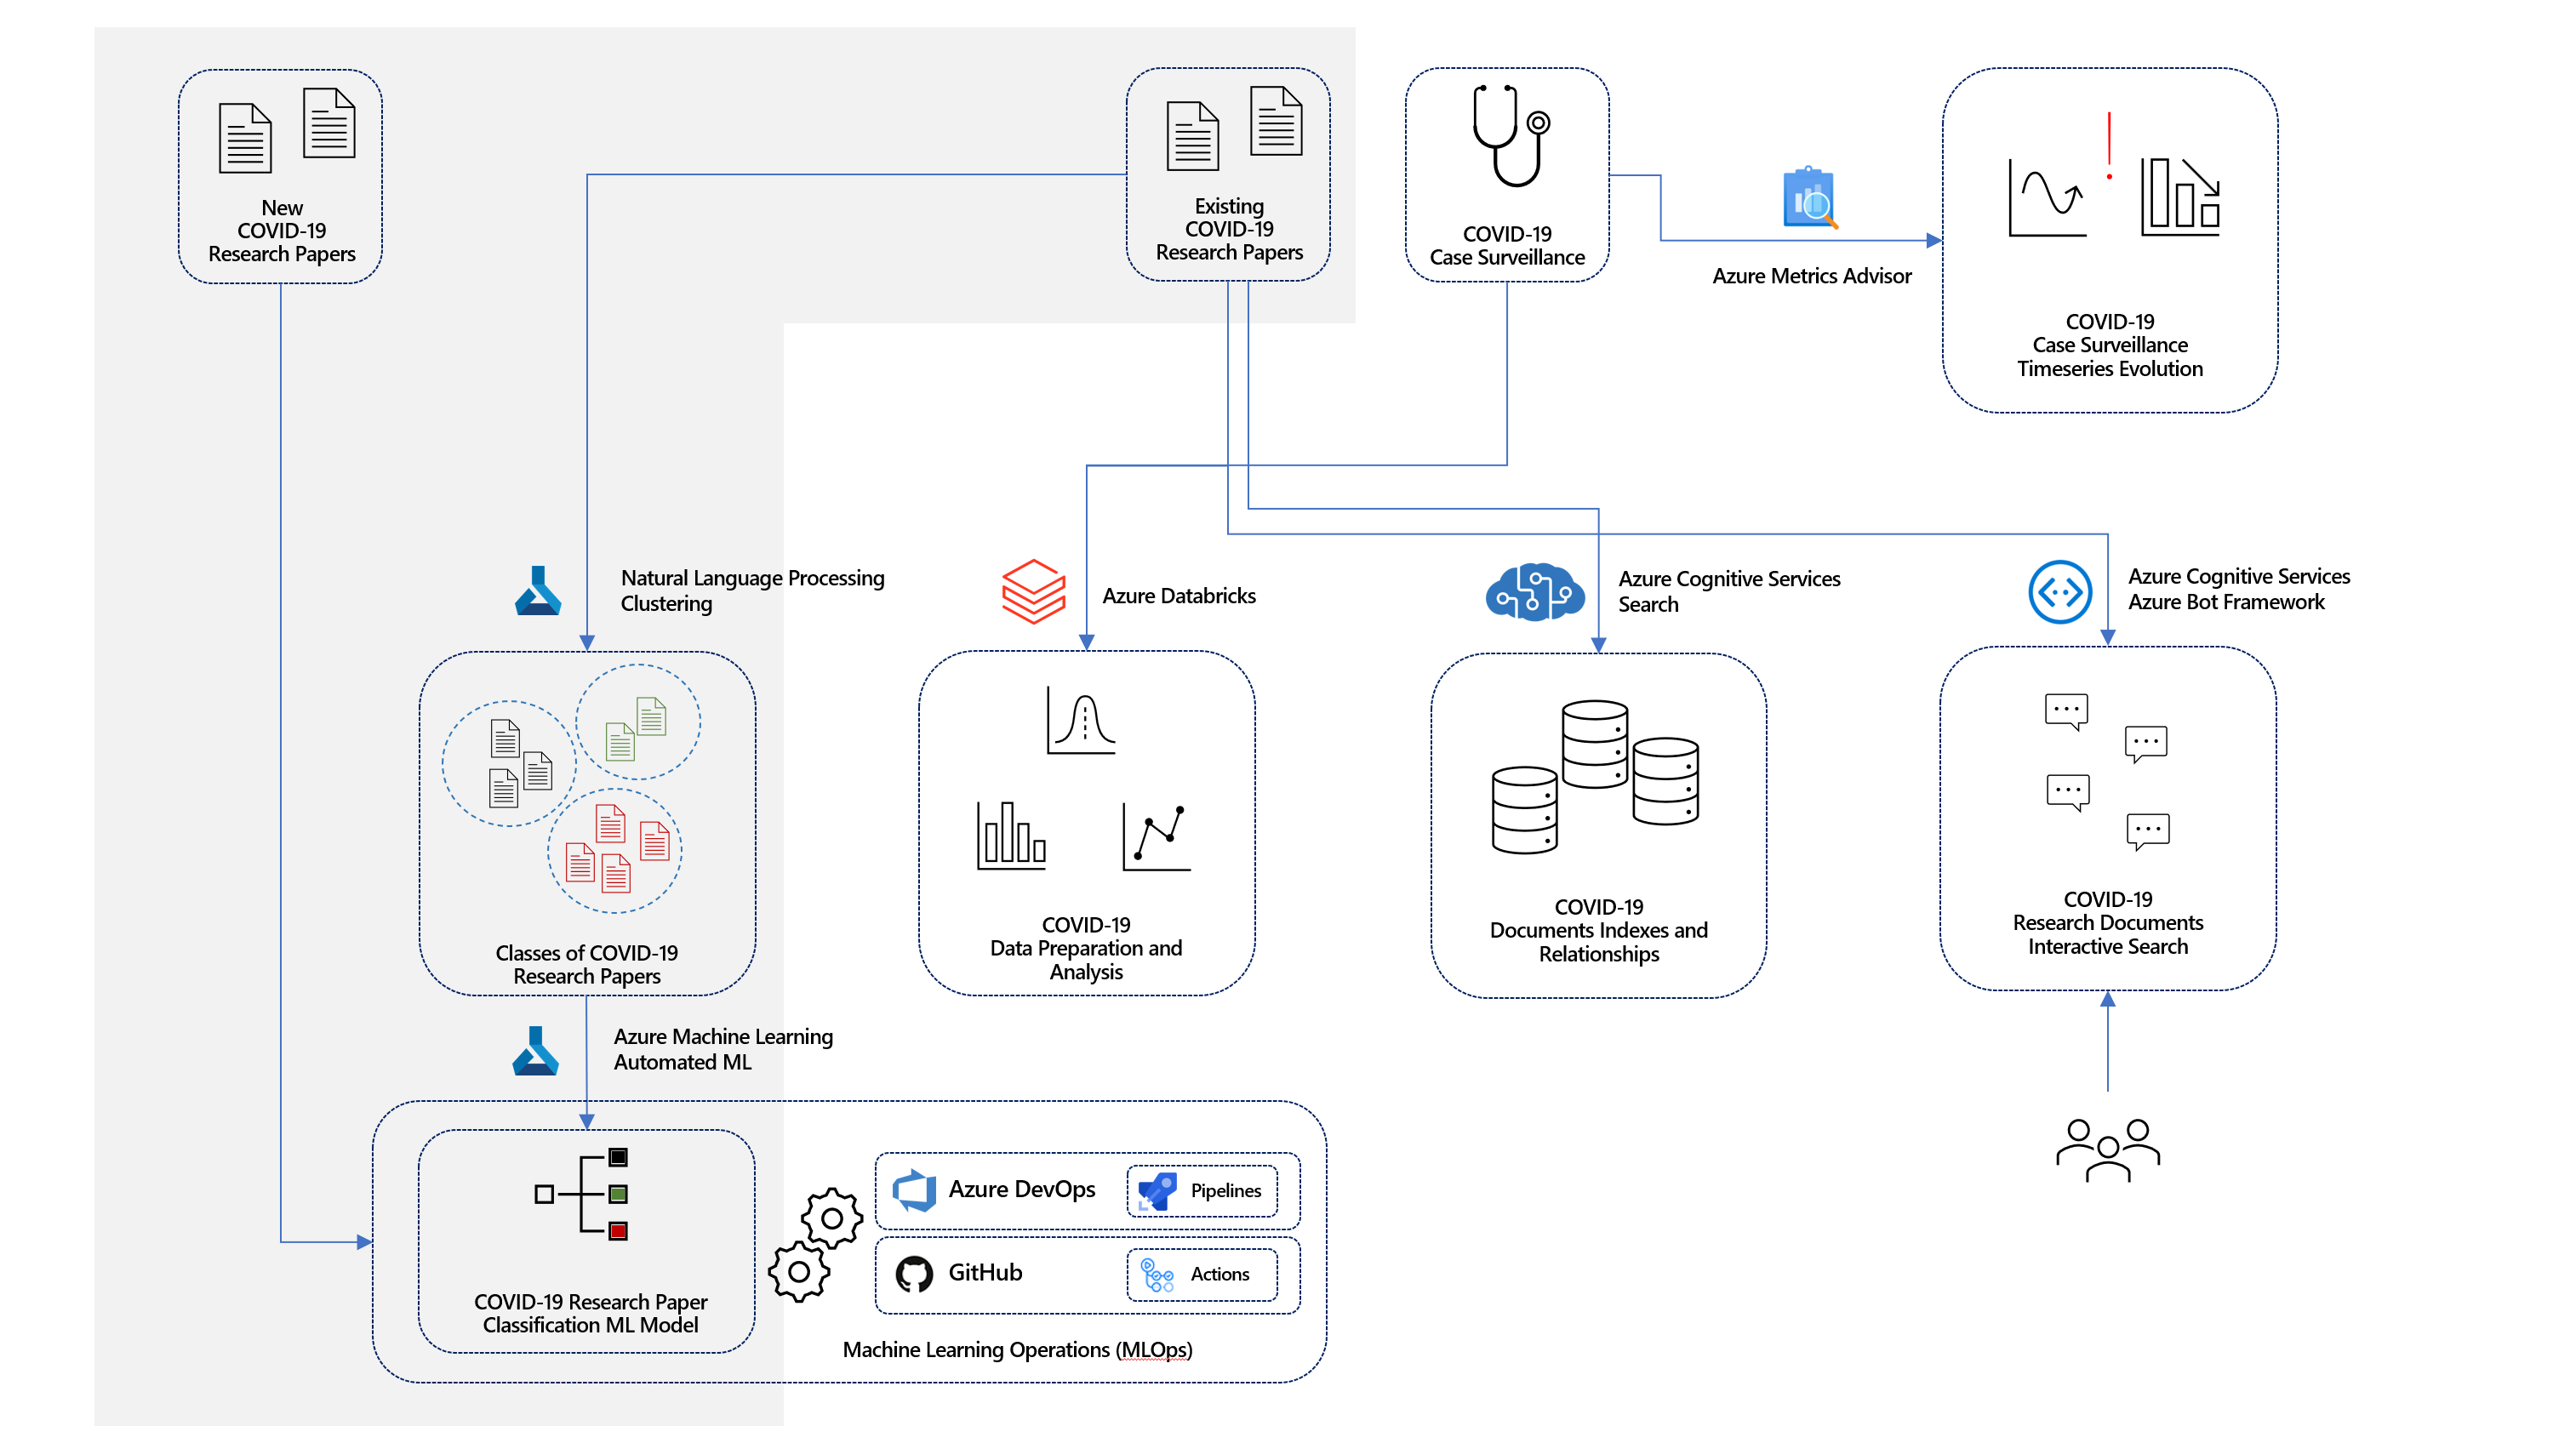 New
COVID-19
Research Papers
Existing
COVID-19
Research Papers
COVID-19
Case Surveillance
Azure Metrics Advisor
COVID-19
Case Surveillance
Timeseries Evolution
Natural Language Processing
Clustering
Azure Databricks
Azure Cognitive Services
Search
Azure Cognitive Services
Azure Bot Framework
Classes of COVID-19
Research Papers
COVID-19
Data Preparation and
Analysis
COVID-19
Documents Indexes and
Relationships
COVID-19
Research Documents
Interactive Search
Azure Machine Learning
Automated ML
COVID-19 Research Paper
Classification ML Model
Azure DevOps
Pipelines
GitHub
Actions
Machine Learning Operations (MLOps)